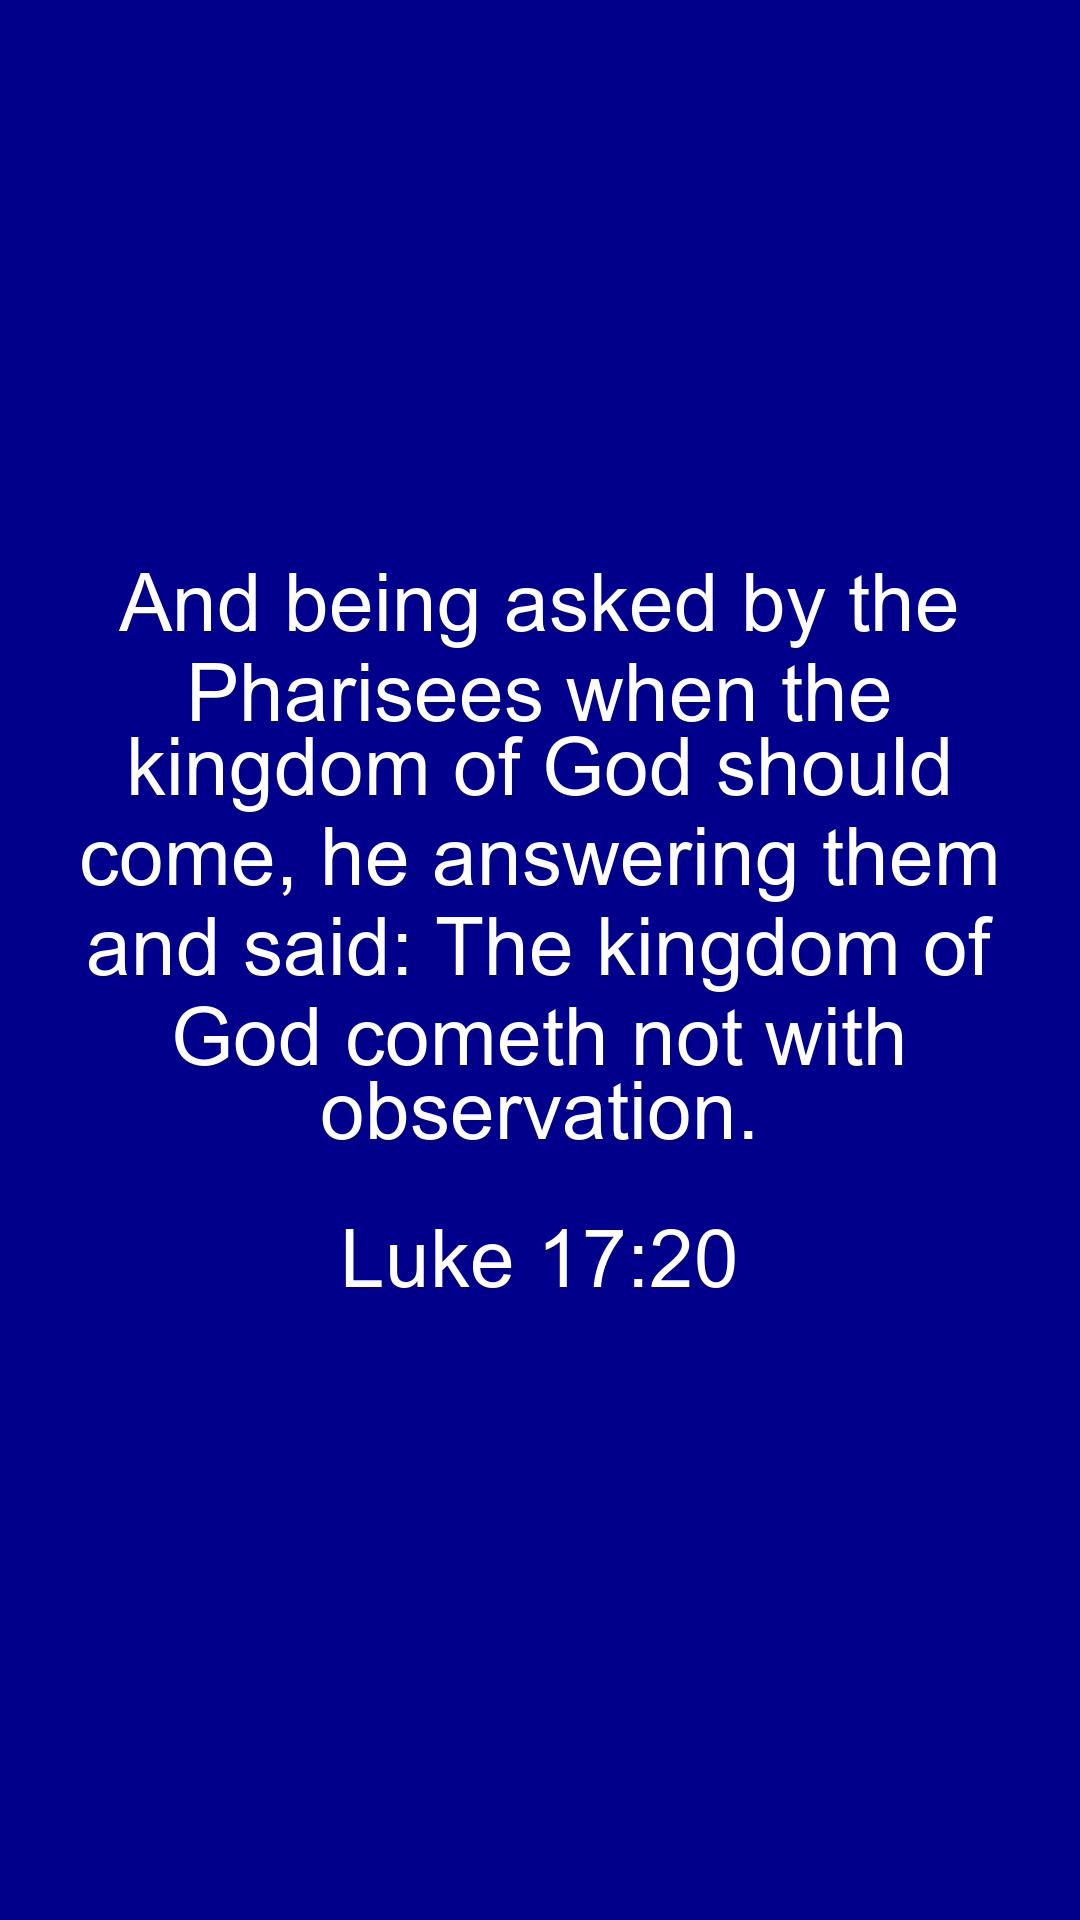 And being asked by the
Pharisees when the
kingdom of God should
come, he answering them
and said: The kingdom of
God cometh not with
observation.
Luke 17:20